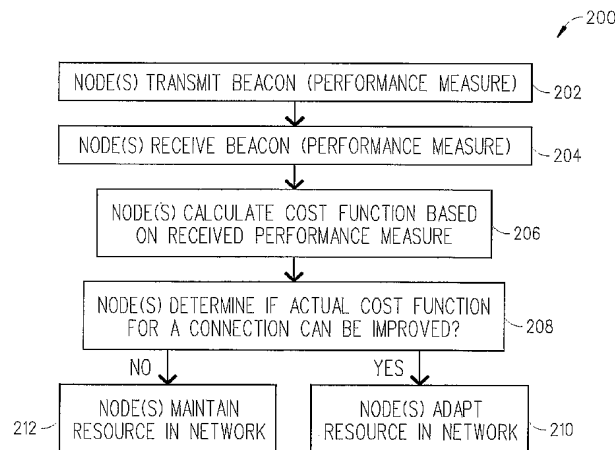 200
NODE(S) TRANSMIT BEACON (PERFORMANCE MEASURE)
202
NODE(S) RECEIVE BEACON (PERFORMANCE MEASURE)
204
NODE(S) CALCULATE COST FUNCTION BASED
ON RECEIVED PERFORMANCE MEASURE
206
NODE(S) DETERMINE IF ACTUAL COST FUNCTION
FOR A CONNECTION CAN BE IMPROVED?
208
NO
YES
212
NODE(S) MAINTAIN
RESOURCE IN NETWORK
NODE(S) ADAPT
RESOURCE IN NETWORK
210